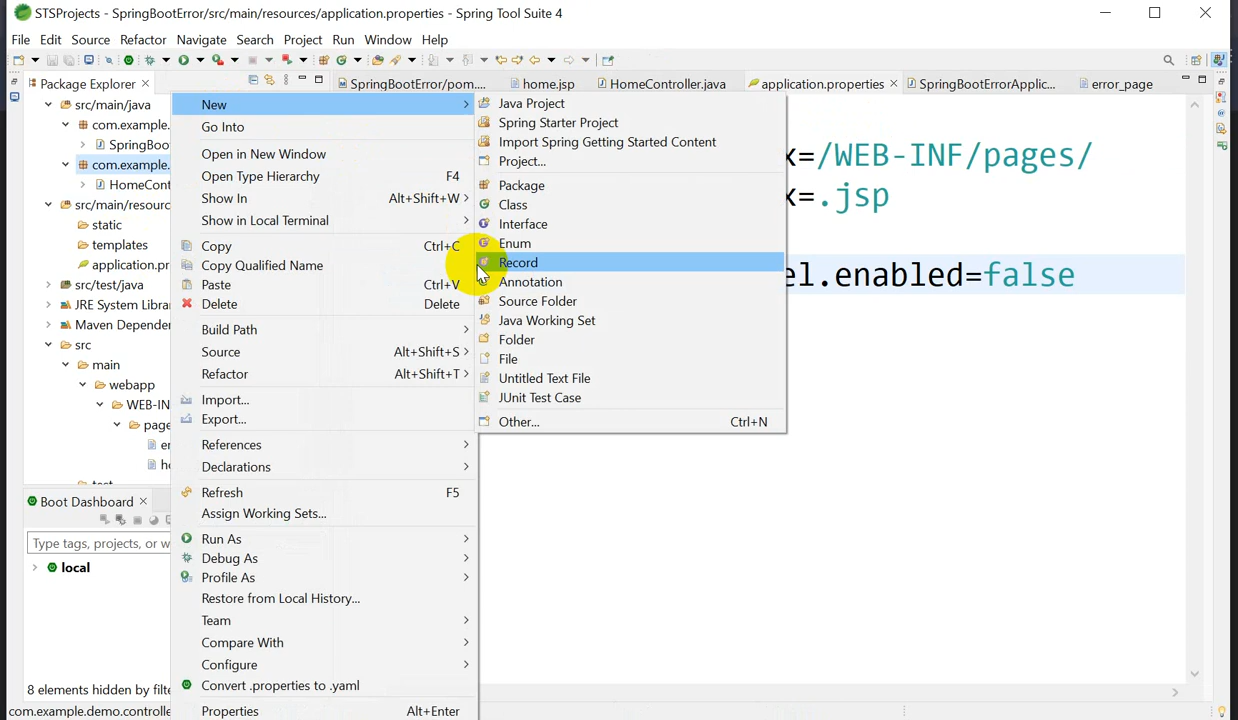 STSProjects - SpringBootError/src/main/resources/application.properties - Spring Tool Suite 4
File Edit Source Refactor Navigate Search Project Run Window Help
Package Explorer
SpringBootError/pom....
home.jsp
HomeController.java
application.properties
SpringBootErrorApplic...
error_page
src/main/java
com.example.
SpringBoo
com.example.
HomeCont
src/main/resourc
static
templates
application.pr
src/test/java
JRE System Libra
Maven Depender
src
main
webapp
WEB-IN
page
er
ho
test
Boot Dashboard
Type tags, projects, or w
local
8 elements hidden by filte
com.example.demo.controlle
New
Go Into
Open in New Window
Open Type Hierarchy F4
Show In Alt+Shift+W >
Show in Local Terminal
Copy Ctrl+C
Copy Qualified Name
Paste Ctrl+V
Delete Delete
Build Path
Source Alt+Shift+S >
Refactor Alt+Shift+T >
Import...
Export...
References
Declarations
Refresh F5
Assign Working Sets...
Run As
Debug As
Profile As
Restore from Local History...
Team
Compare With
Configure
Convert .properties to .yaml
Properties Alt+Enter
Java Project
Spring Starter Project
Import Spring Getting Started Content
Project...
Package
Class
Interface
Enum
Record
Annotation
Source Folder
Java Working Set
Folder
File
Untitled Text File
JUnit Test Case
Other... Ctrl+N
x=/WEB-INF/pages/
x=.jsp
el.enabled=false